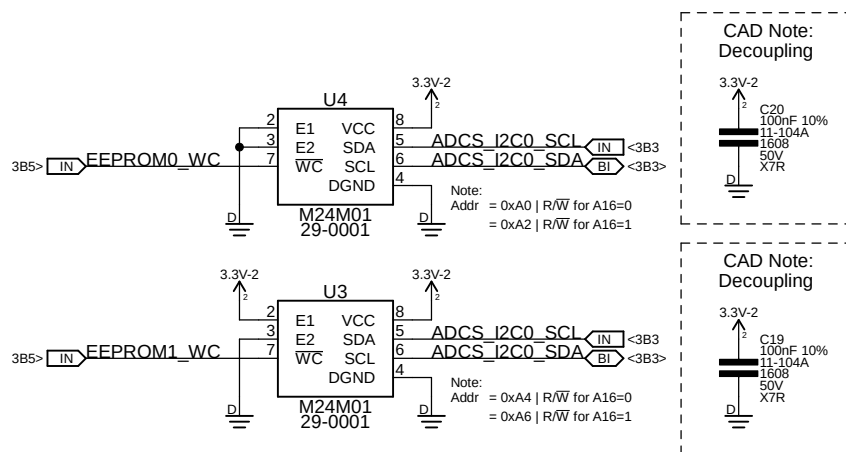 CAD Note:
Decoupling
3.3V-2
2
C20
100nF 10%
11-104A
1608
50V
X7R
D
U4
3.3V-2
2
2 E1 VCC 8
3 E2 SDA 5 ADCS_I2C0_SCL IN <3B3
3B5> IN EEPROM0_WC 7 WC SCL 6 ADCS_I2C0_SDA BI <3B3>
DGND 4
D
D
M24M01
29-0001
Note:
Addr = 0xA0 | R/W for A16=0
= 0xA2 | R/W for A16=1
CAD Note:
Decoupling
3.3V-2
2
C19
100nF 10%
11-104A
1608
50V
X7R
D
3.3V-2
2
U3
3.3V-2
2
2 E1 VCC 8
3 E2 SDA 5 ADCS_I2C0_SCL IN <3B3
3B5> IN EEPROM1_WC 7 WC SCL 6 ADCS_I2C0_SDA BI <3B3>
DGND 4
D
D
M24M01
29-0001
Note:
Addr = 0xA4 | R/W for A16=0
= 0xA6 | R/W for A16=1